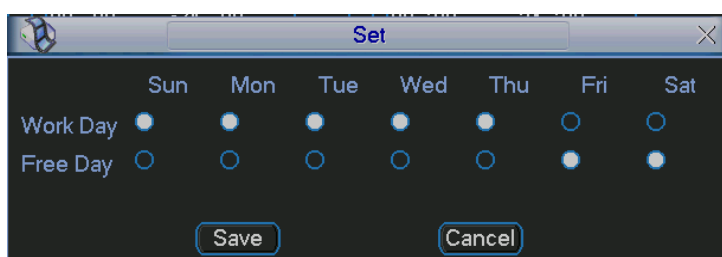 Set
Sun Mon Tue Wed Thu Fri Sat
Work Day
Free Day
Save Cancel